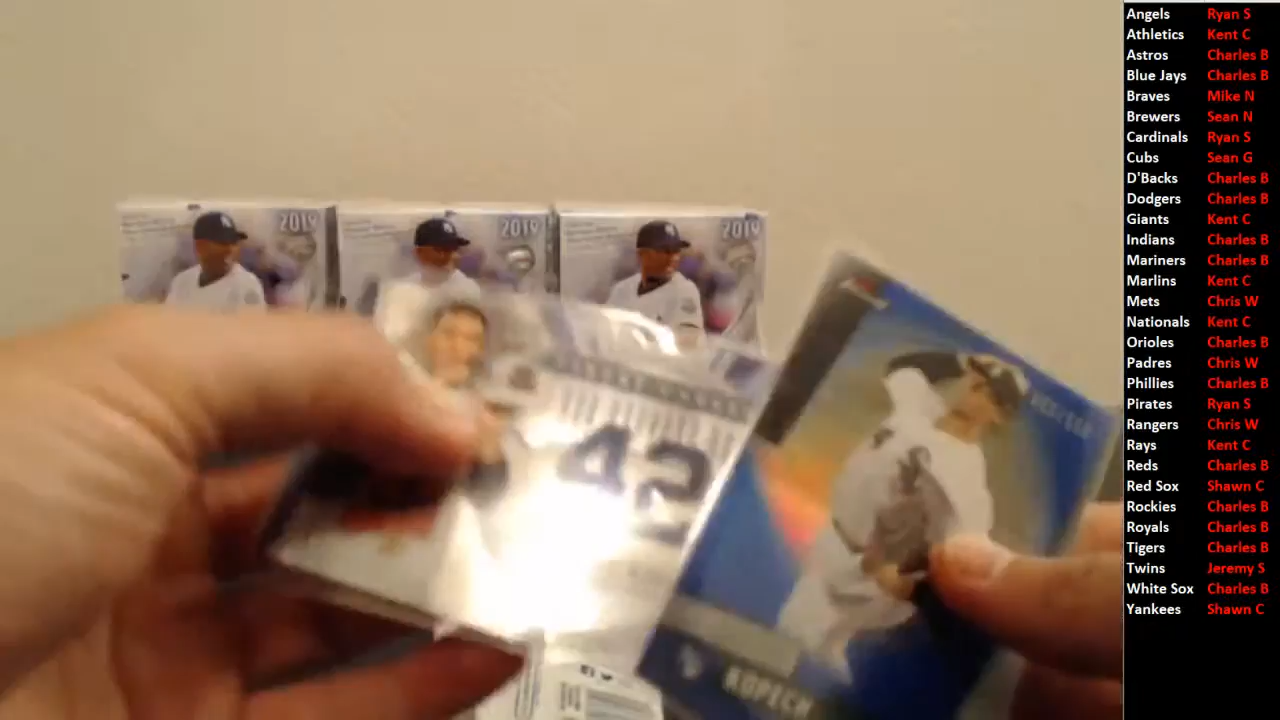 Angels Ryan S
Athletics Kent C
Astros Charles B
Blue Jays Charles B
Braves Mike N
Brewers Sean N
Cardinals Ryan S
Cubs Sean G
D'Backs Charles B
Dodgers Charles B
Giants Kent C
Indians Charles B
Mariners Charles B
Marlins Kent C
Mets Chris W
Nationals Kent C
Orioles Charles B
Padres Chris W
Phillies Charles B
Pirates Ryan S
Rangers Chris W
Rays Kent C
Reds Charles B
Red Sox Shawn C
Rockies Charles B
Royals Charles B
Tigers Charles B
Twins Jeremy S
White Sox Charles B
Yankees Shawn C
2019
2019
2019
42
KOPECH